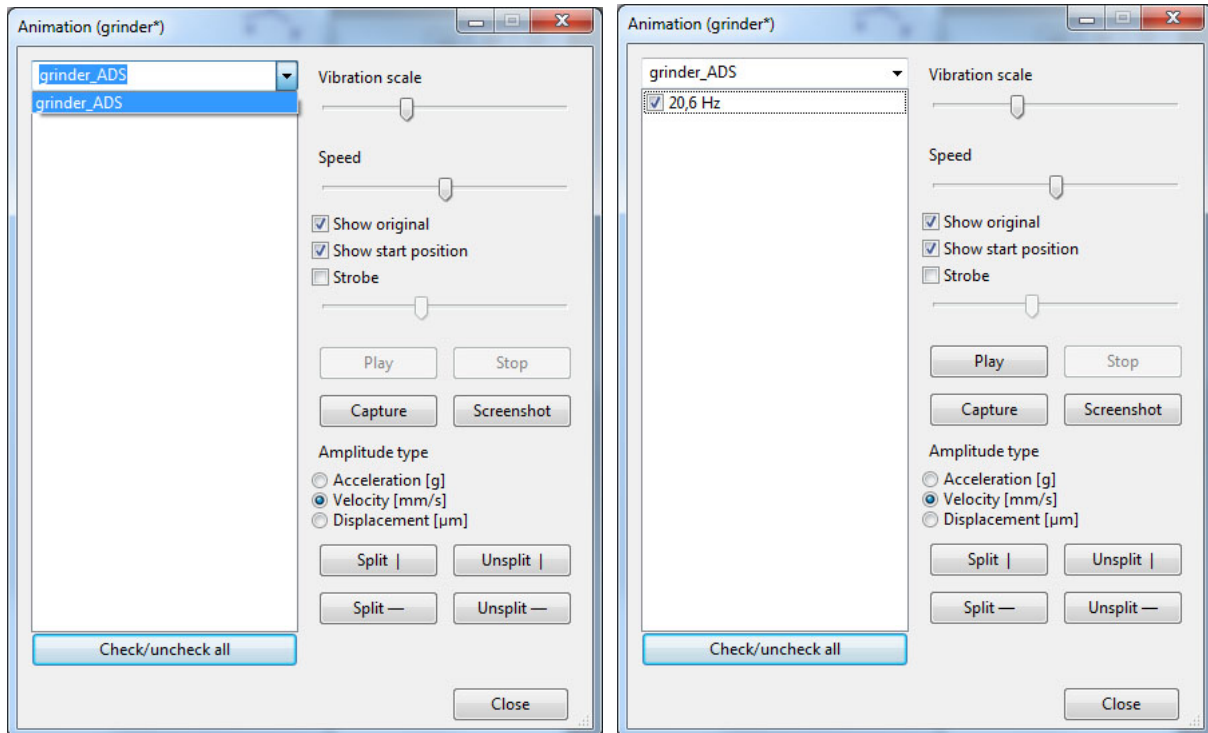 Animation (grinder*)
grinder_ADS
grinder_ADS
Vibration scale
Speed
Show original
Show start position
Strobe
Play Stop
Capture Screenshot
Amplitude type
Acceleration [g]
Velocity [mm/s]
Displacement [µm]
Split | Unsplit |
Split — Unsplit —
Check/uncheck all
Close
Animation (grinder*)
grinder_ADS
20,6 Hz
Vibration scale
Speed
Show original
Show start position
Strobe
Play Stop
Capture Screenshot
Amplitude type
Acceleration [g]
Velocity [mm/s]
Displacement [µm]
Split | Unsplit |
Split — Unsplit —
Check/uncheck all
Close